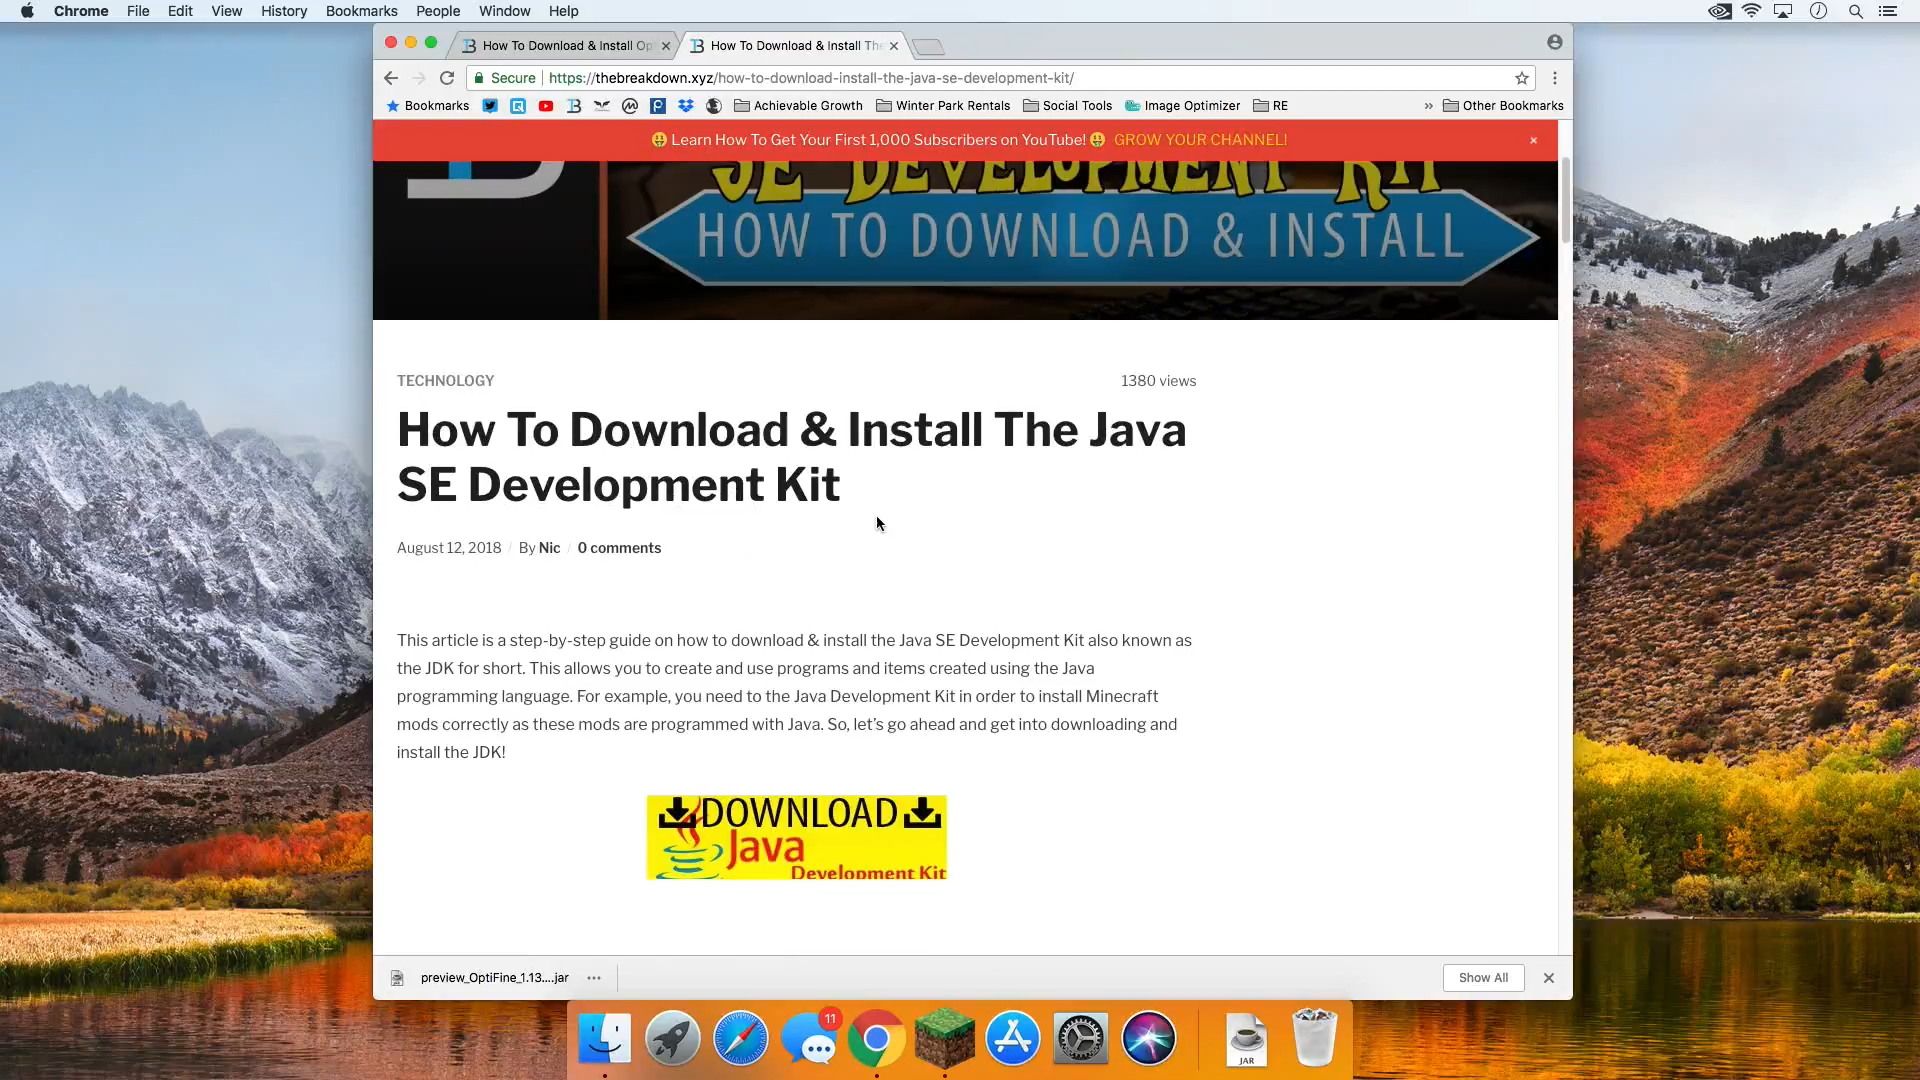 Chrome File Edit View History Bookmarks People Window Help
How To Download & Install Op
How To Download & Install The
Secure https://thebreakdown.xyz/how-to-download-install-the-java-se-development-kit/
Bookmarks Achievable Growth Winter Park Rentals Social Tools Image Optimizer RE » Other Bookmarks
Learn How To Get Your First 1,000 Subscribers on YouTube! GROW YOUR CHANNEL! ×
SE DEVELOPMENT KIT
HOW TO DOWNLOAD & INSTALL
TECHNOLOGY 1380 views
How To Download & Install The Java
SE Development Kit
August 12, 2018 / By Nic / 0 comments
This article is a step-by-step guide on how to download & install the Java SE Development Kit also known as
the JDK for short. This allows you to create and use programs and items created using the Java
programming language. For example, you need to the Java Development Kit in order to install Minecraft
mods correctly as these mods are programmed with Java. So, let's go ahead and get into downloading and
install the JDK!
DOWNLOAD
Java
Development Kit
preview_OptiFine_1.13....jar Show All
11
JAR